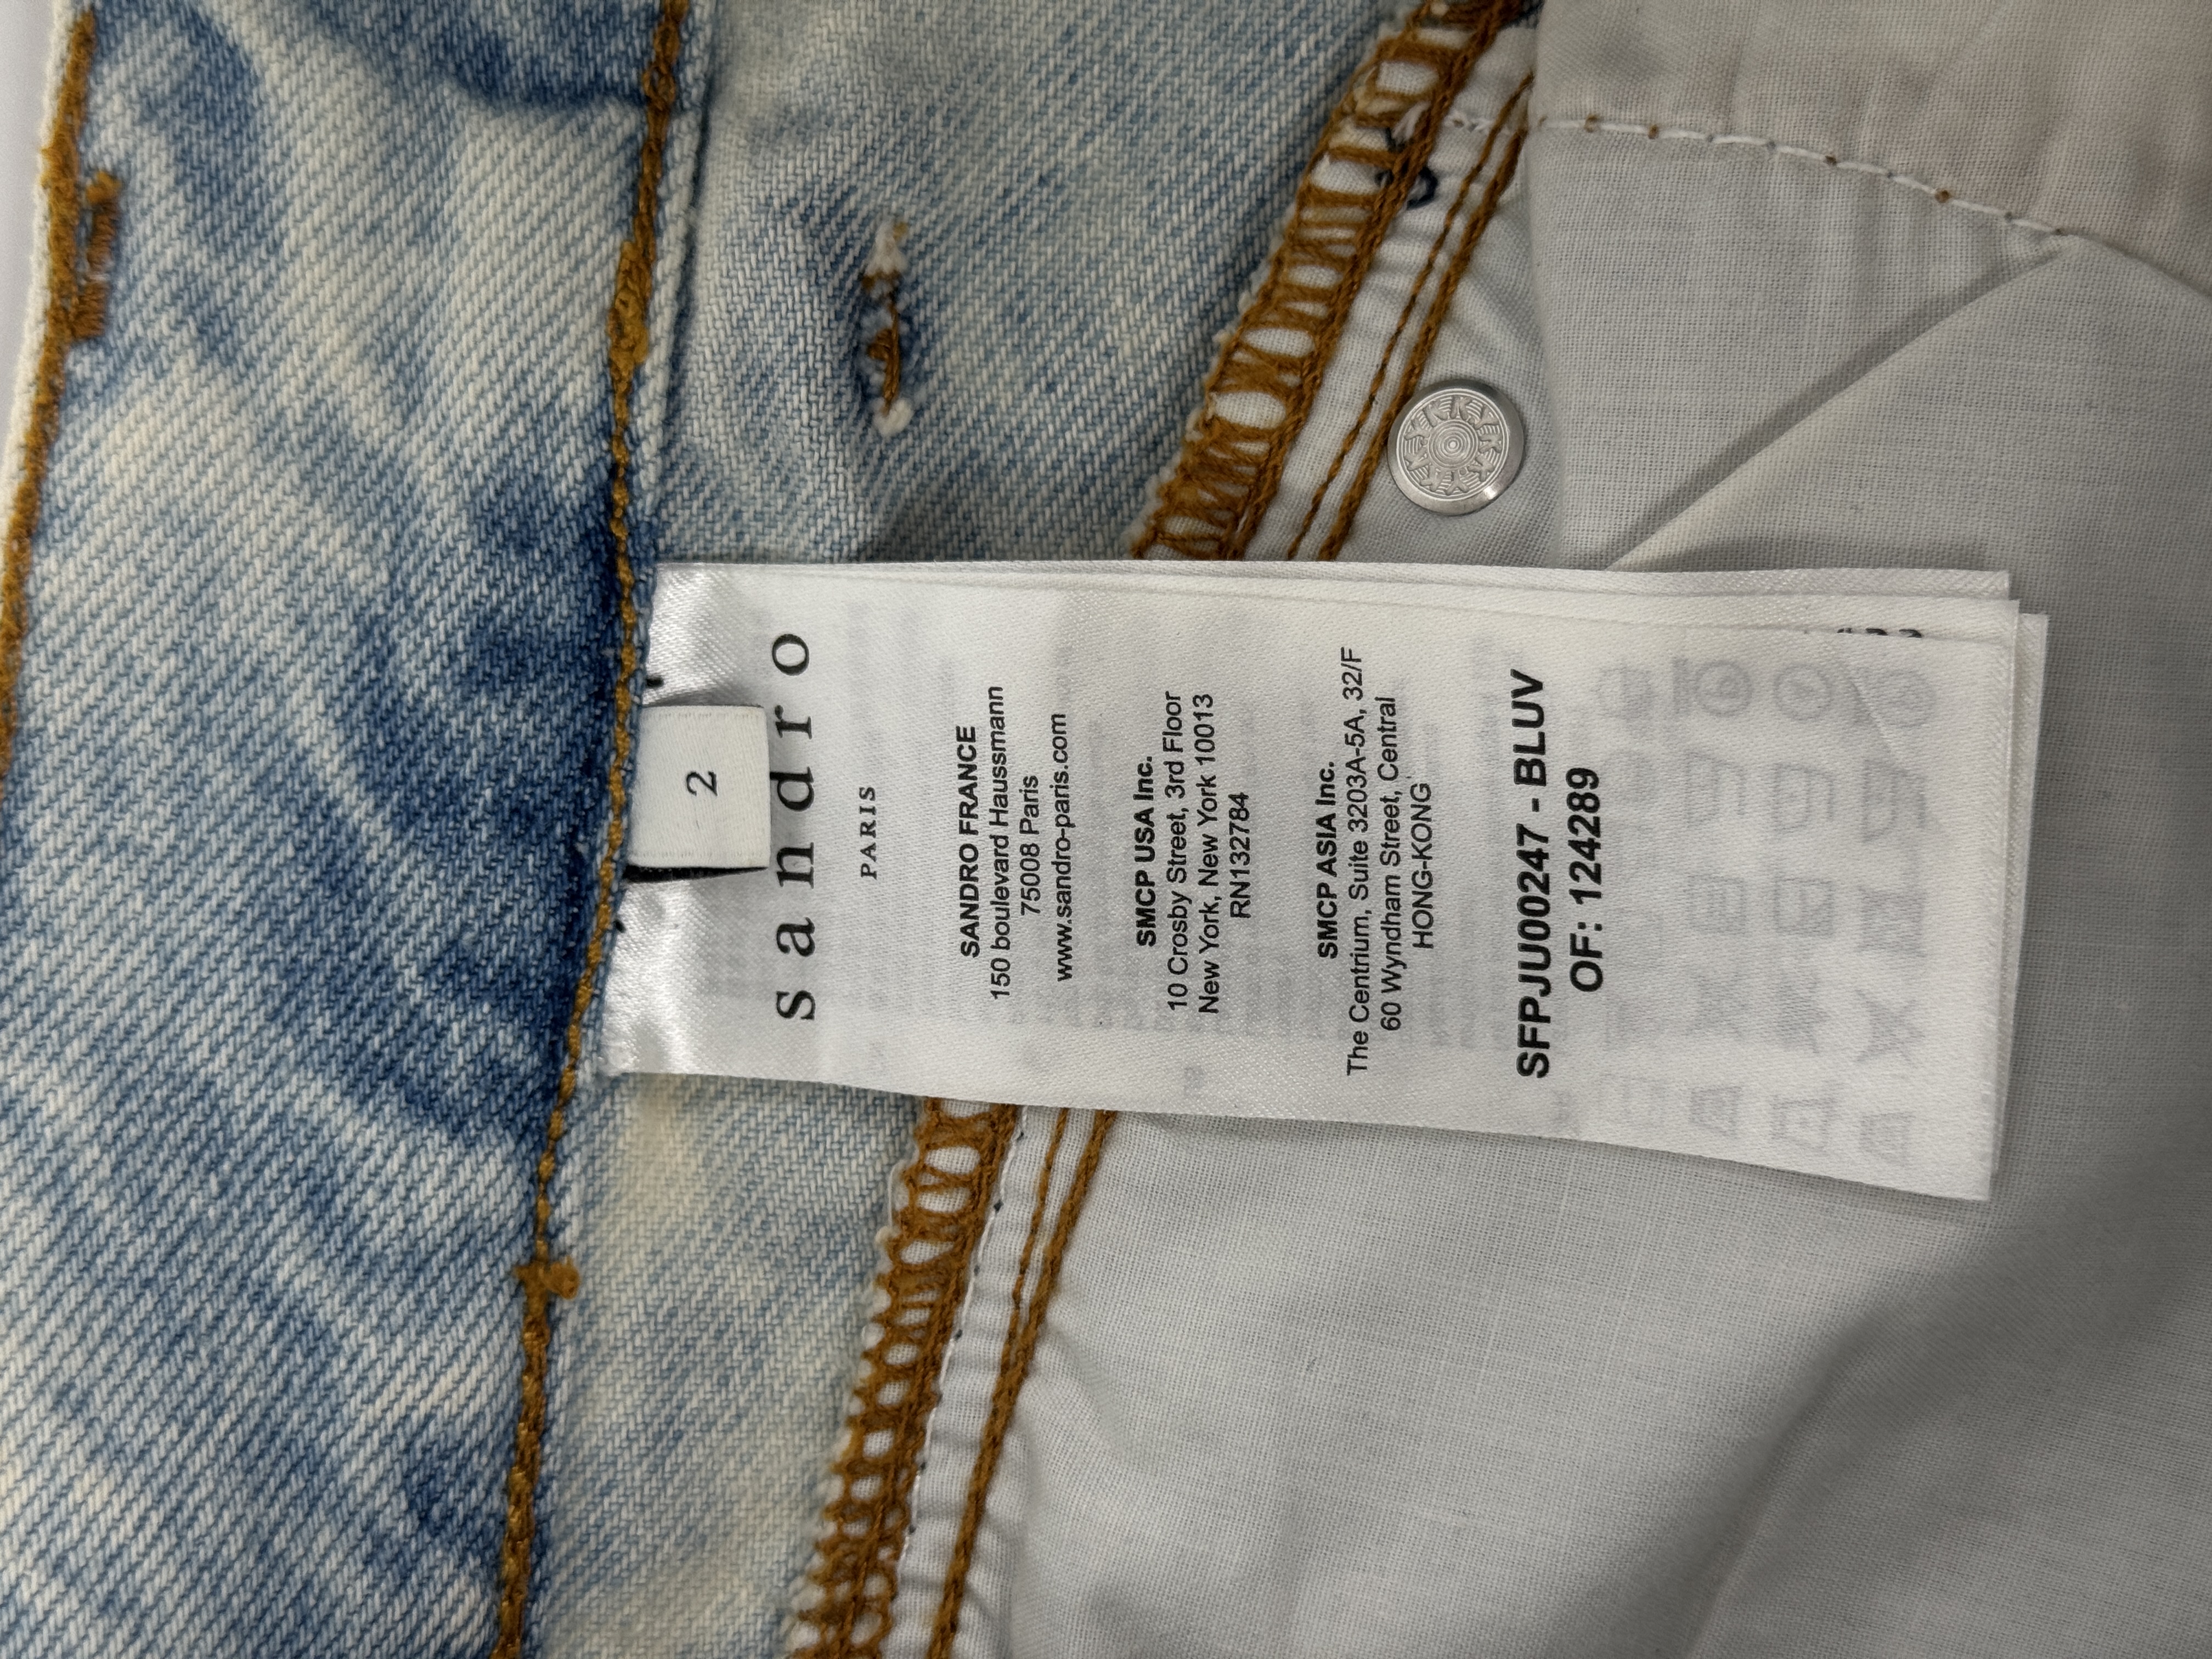 2
sandro
PARIS
SANDRO FRANCE
150 boulevard Haussmann
75008 Paris
www.sandro-paris.com
SMCP USA Inc.
10 Crosby Street, 3rd Floor
New York, New York 10013
RN132784
SMCP ASIA Inc.
The Centrium, Suite 3203A-5A, 32/F
60 Wyndham Street, Central
HONG-KONG
SFPJU00247 - BLUV
OF: 124289